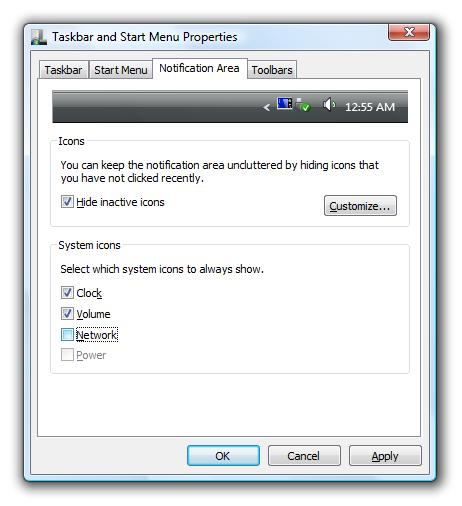 Taskbar and Start Menu Properties
Taskbar Start Menu Notification Area Toolbars
12:55 AM
Icons
You can keep the notification area uncluttered by hiding icons that
you have not clicked recently.
Hide inactive icons
Customize...
System icons
Select which system icons to always show.
Clock
Volume
Network
Power
OK Cancel Apply